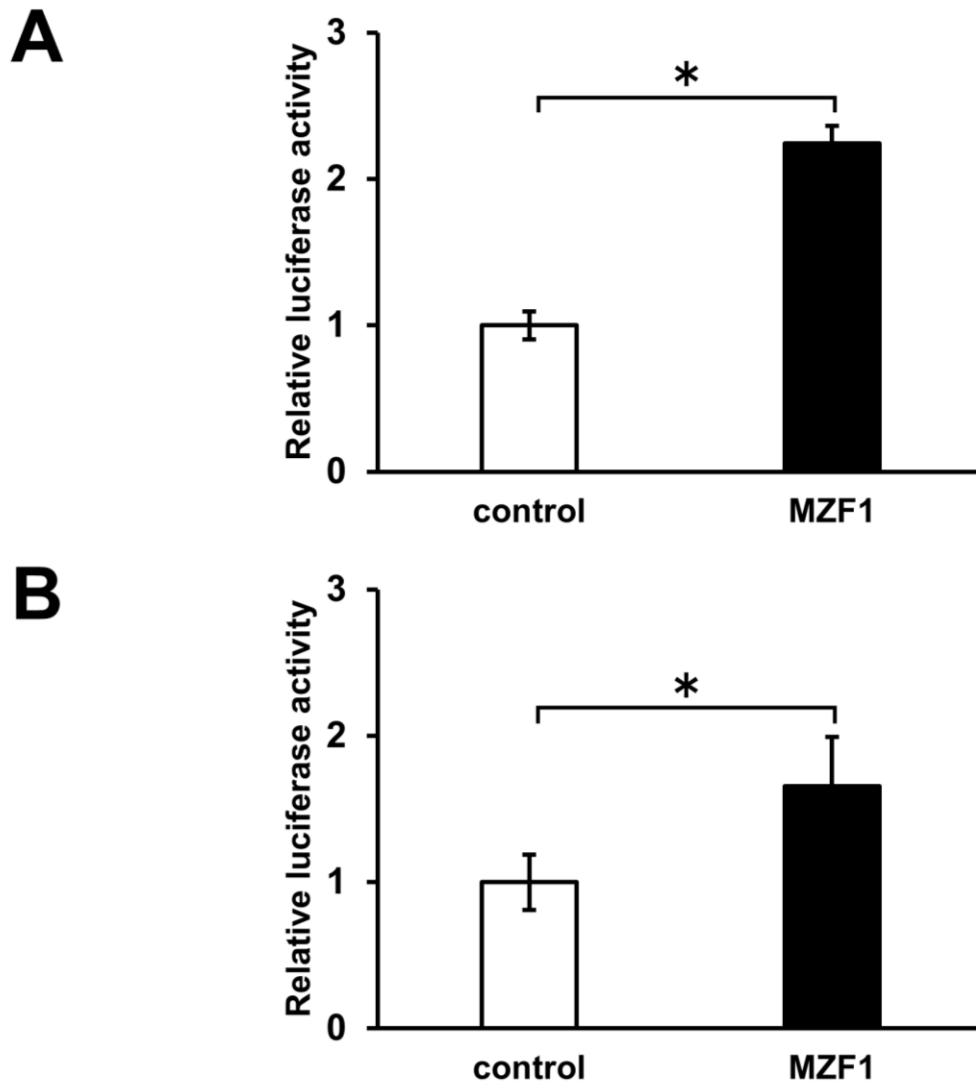 A
Relative luciferase activity
3
2
1
0
*
control MZF1
B
Relative luciferase activity
3
2
1
0
*
control MZF1